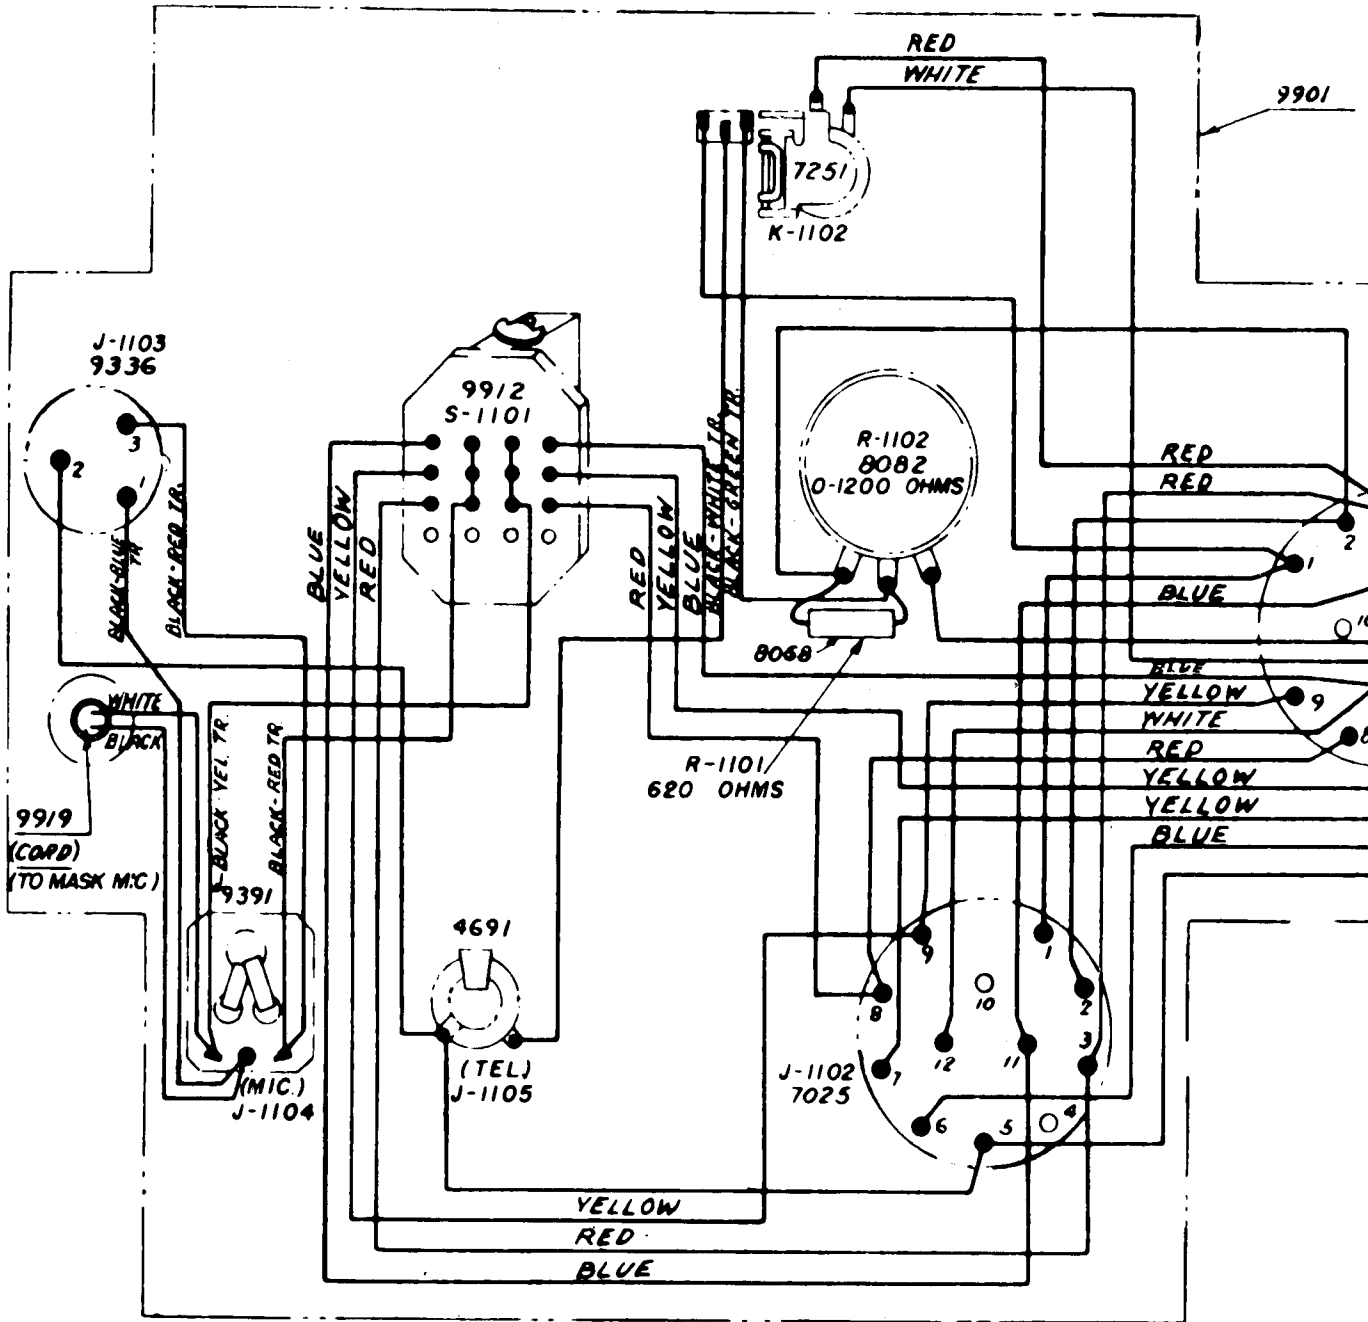 RED
WHITE
9901
7251
K-1102
J-1103
9336
3
2
9912
S-1101
R-1102
8082
0-1200 OHMS
BLACK-WHITE TR.
BLACK-GREEN TR.
RED
RED
2
1
BLUE
10
BLUE
YELLOW
RED
RED
YELLOW
BLUE
BLACK-BLUE
TR
BLACK-RED TR.
8068
BLUE
YELLOW
9
WHITE
8
RED
YELLOW
YELLOW
BLUE
R-1101
620 OHMS
WHITE
BLACK
9919
(CORD)
(TO MASK MIC)
BLACK YEL. TR.
BLACK-RED TR.
9391
(MIC.)
J-1104
4691
(TEL)
J-1105
9
1
10
2
8
3
12
11
7
J-1102
7025
6
5
4
YELLOW
RED
BLUE